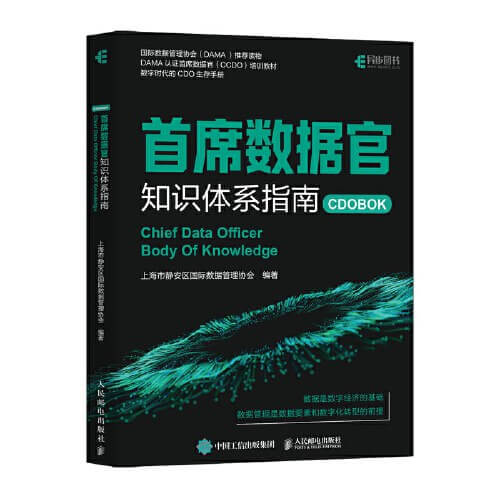 国际数据管理协会（DAMA）推荐读物
DAMA 认证首席数据官（CCDO）培训教材
数字时代的 CDO 生存手册
异步图书
首席数据官
知识体系指南 CDOBOK
Chief Data Officer
Body Of Knowledge
上海市静安区国际数据管理协会 编著
数据是数字经济的基础
数据管理是数据要素和数字化转型的前提
中国工信出版集团
人民邮电出版社
CDOBOK
首席数据官知识体系指南
Chief Data Officer Body Of Knowledge
上海市静安区国际数据管理协会 编著
人民邮电出版社